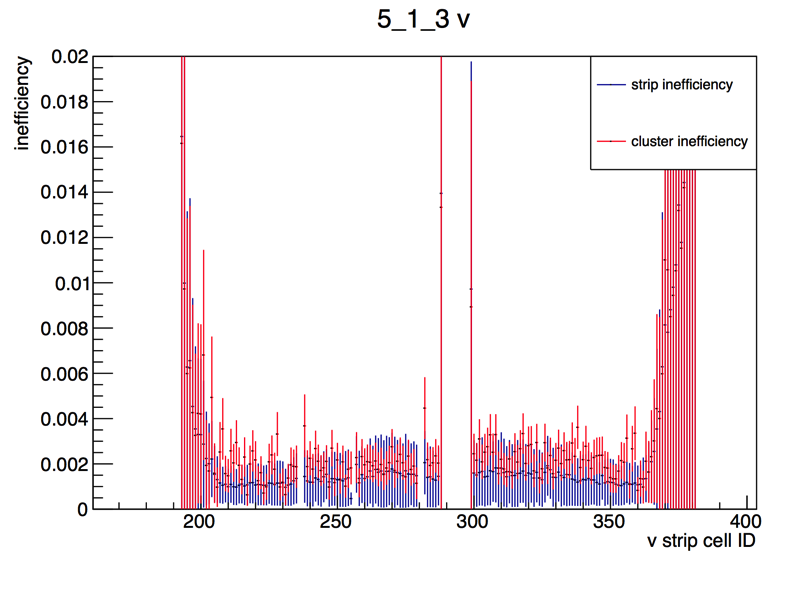 5_1_3 v
inefficiency
0.02
0.018
0.016
0.014
0.012
0.01
0.008
0.006
0.004
0.002
0
strip inefficiency
cluster inefficiency
200 250 300 350 400
v strip cell ID